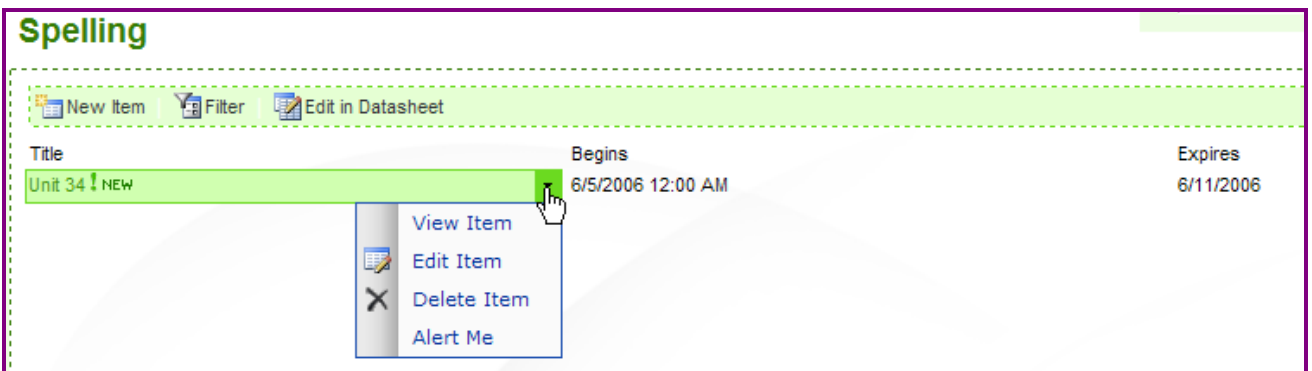 Spelling
New Item Filter Edit in Datasheet
Title Begins Expires
Unit 34 ! NEW 6/5/2006 12:00 AM 6/11/2006
View Item
Edit Item
Delete Item
Alert Me